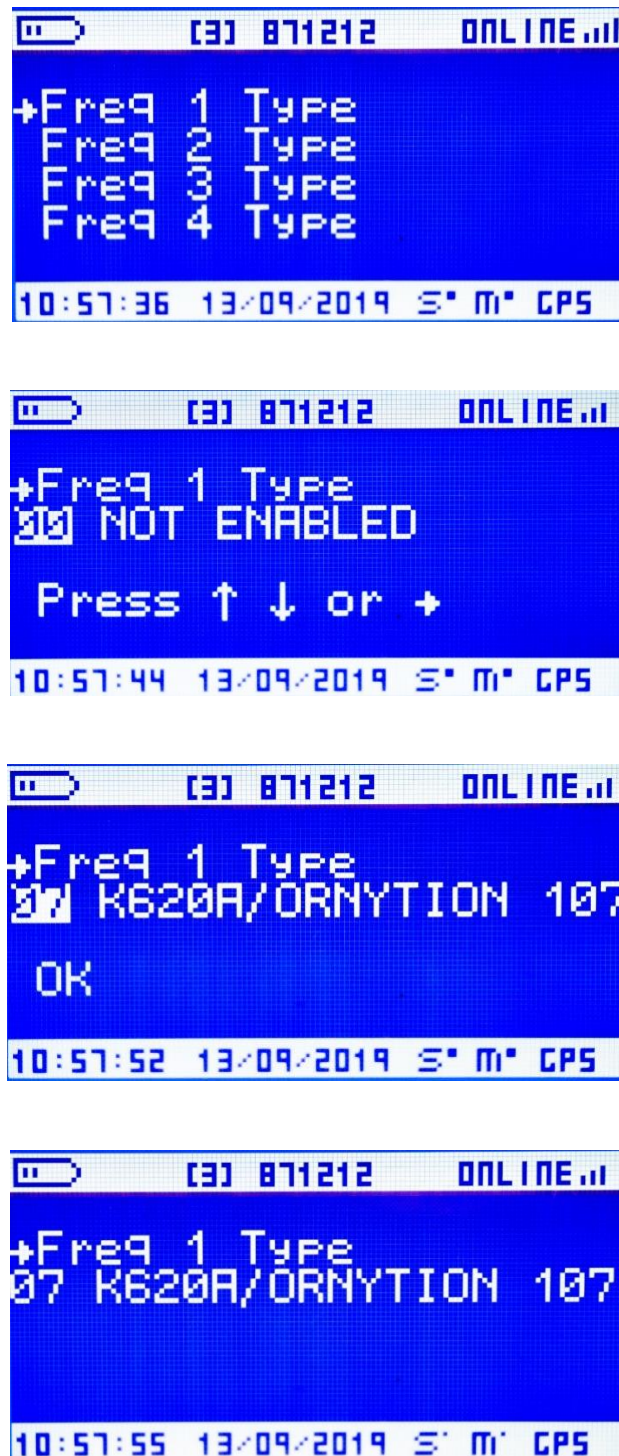 [3] 871212 ONLINE
→Freq 1 Type
Freq 2 Type
Freq 3 Type
Freq 4 Type
10:57:36 13/09/2019 S M GPS
[3] 871212 ONLINE
→Freq 1 Type
00 NOT ENABLED
Press ↑ ↓ or →
10:57:44 13/09/2019 S M GPS
[3] 871212 ONLINE
→Freq 1 Type
07 K620A/ORNYTION 107
OK
10:57:52 13/09/2019 S M GPS
[3] 871212 ONLINE
→Freq 1 Type
07 K620A/ORNYTION 107
10:57:55 13/09/2019 S M GPS